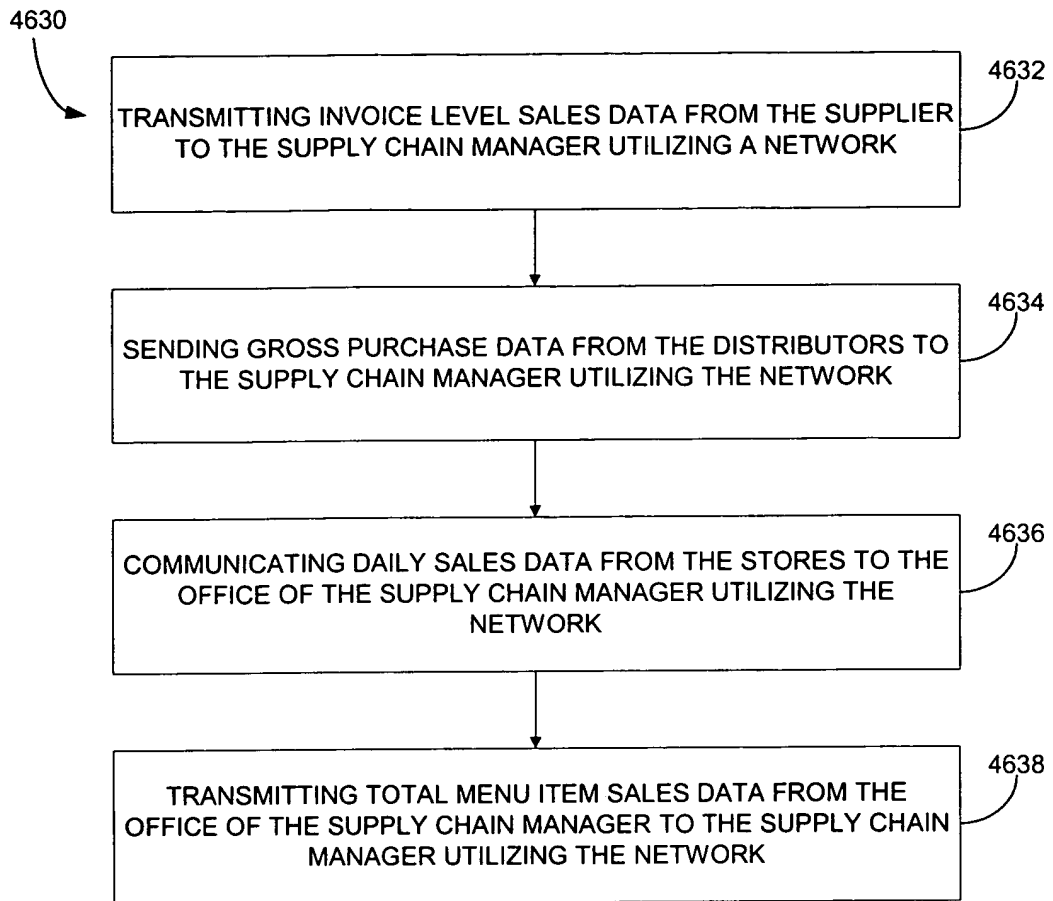 4630
4632
TRANSMITTING INVOICE LEVEL SALES DATA FROM THE SUPPLIER
TO THE SUPPLY CHAIN MANAGER UTILIZING A NETWORK
4634
SENDING GROSS PURCHASE DATA FROM THE DISTRIBUTORS TO
THE SUPPLY CHAIN MANAGER UTILIZING THE NETWORK
4636
COMMUNICATING DAILY SALES DATA FROM THE STORES TO THE
OFFICE OF THE SUPPLY CHAIN MANAGER UTILIZING THE
NETWORK
4638
TRANSMITTING TOTAL MENU ITEM SALES DATA FROM THE
OFFICE OF THE SUPPLY CHAIN MANAGER TO THE SUPPLY CHAIN
MANAGER UTILIZING THE NETWORK